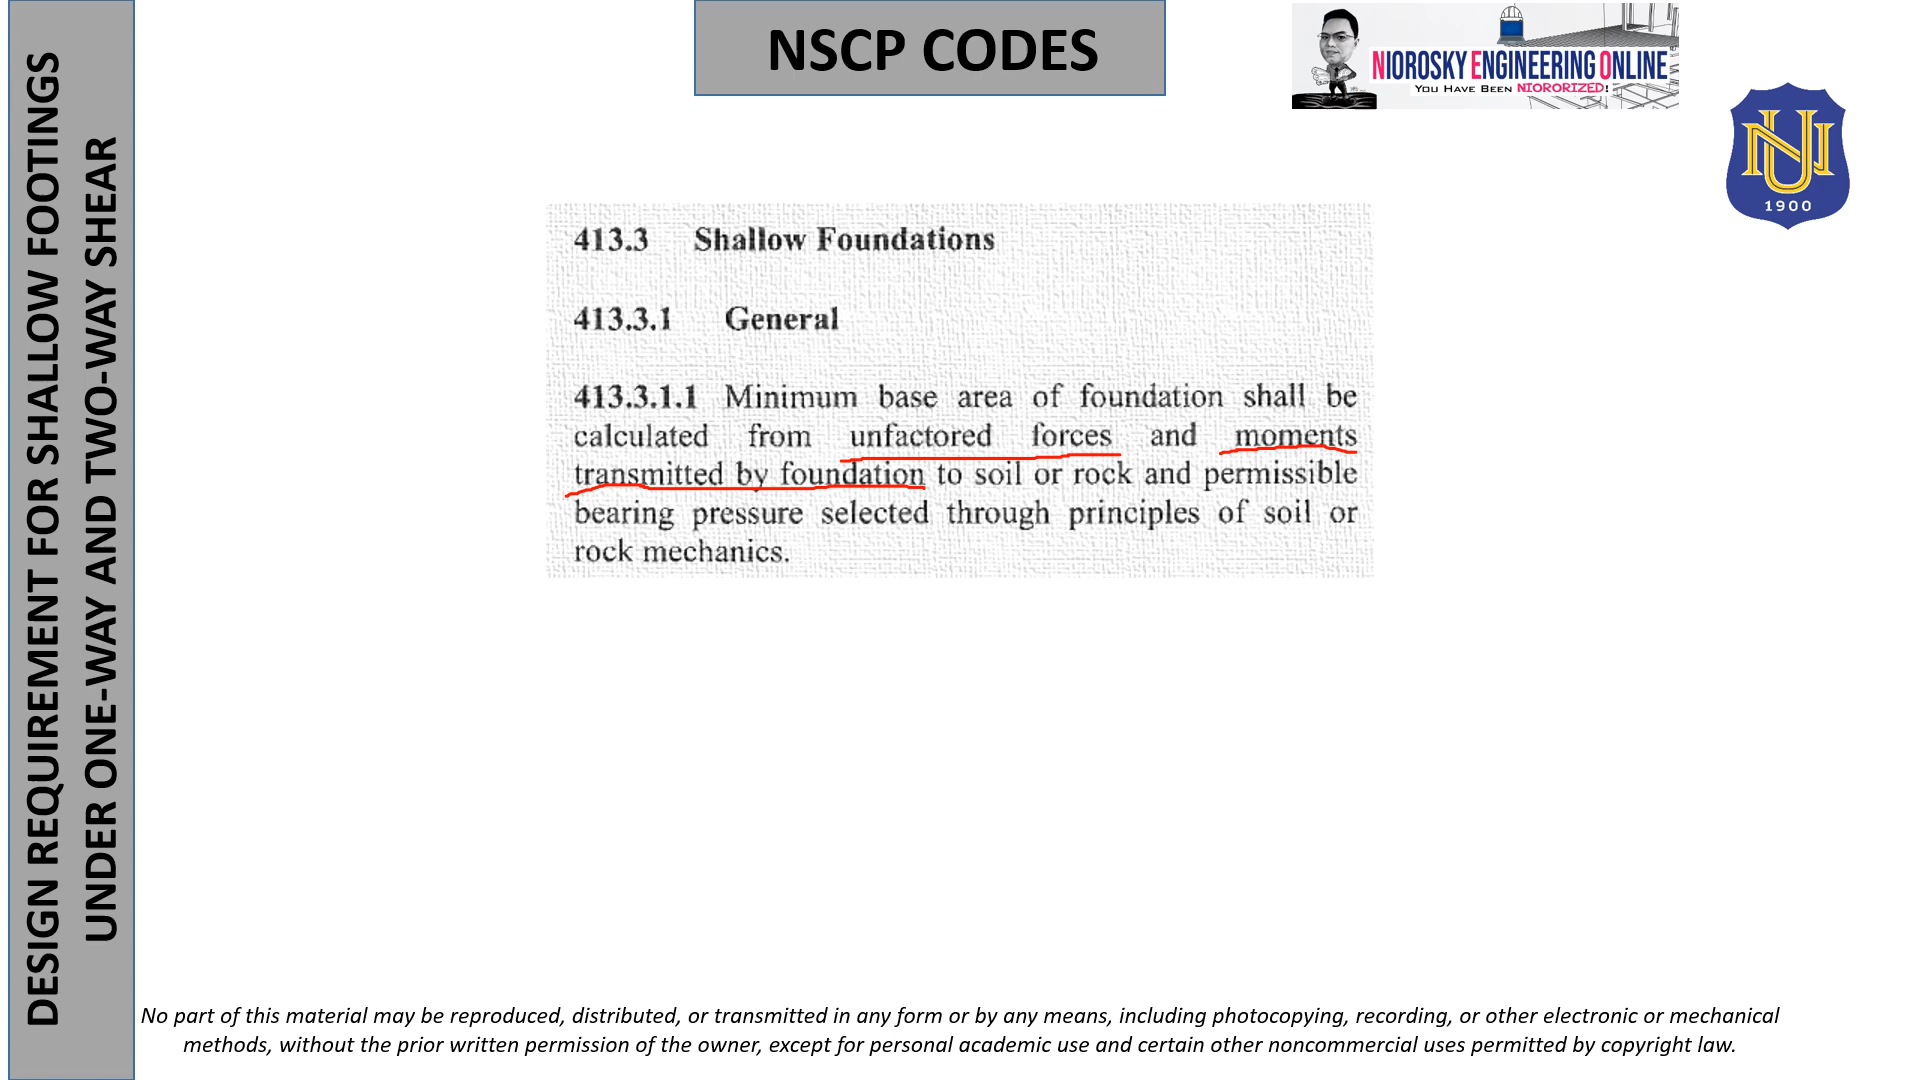 DESIGN REQUIREMENT FOR SHALLOW FOOTINGS
UNDER ONE-WAY AND TWO-WAY SHEAR
NSCP CODES
NIOROSKY ENGINEERING ONLINE
YOU HAVE BEEN NIORORIZED!
NU
1900
413.3 Shallow Foundations
413.3.1 General
413.3.1.1 Minimum base area of foundation shall be
calculated from unfactored forces and moments
transmitted by foundation to soil or rock and permissible
bearing pressure selected through principles of soil or
rock mechanics.
No part of this material may be reproduced, distributed, or transmitted in any form or by any means, including photocopying, recording, or other electronic or mechanical
methods, without the prior written permission of the owner, except for personal academic use and certain other noncommercial uses permitted by copyright law.